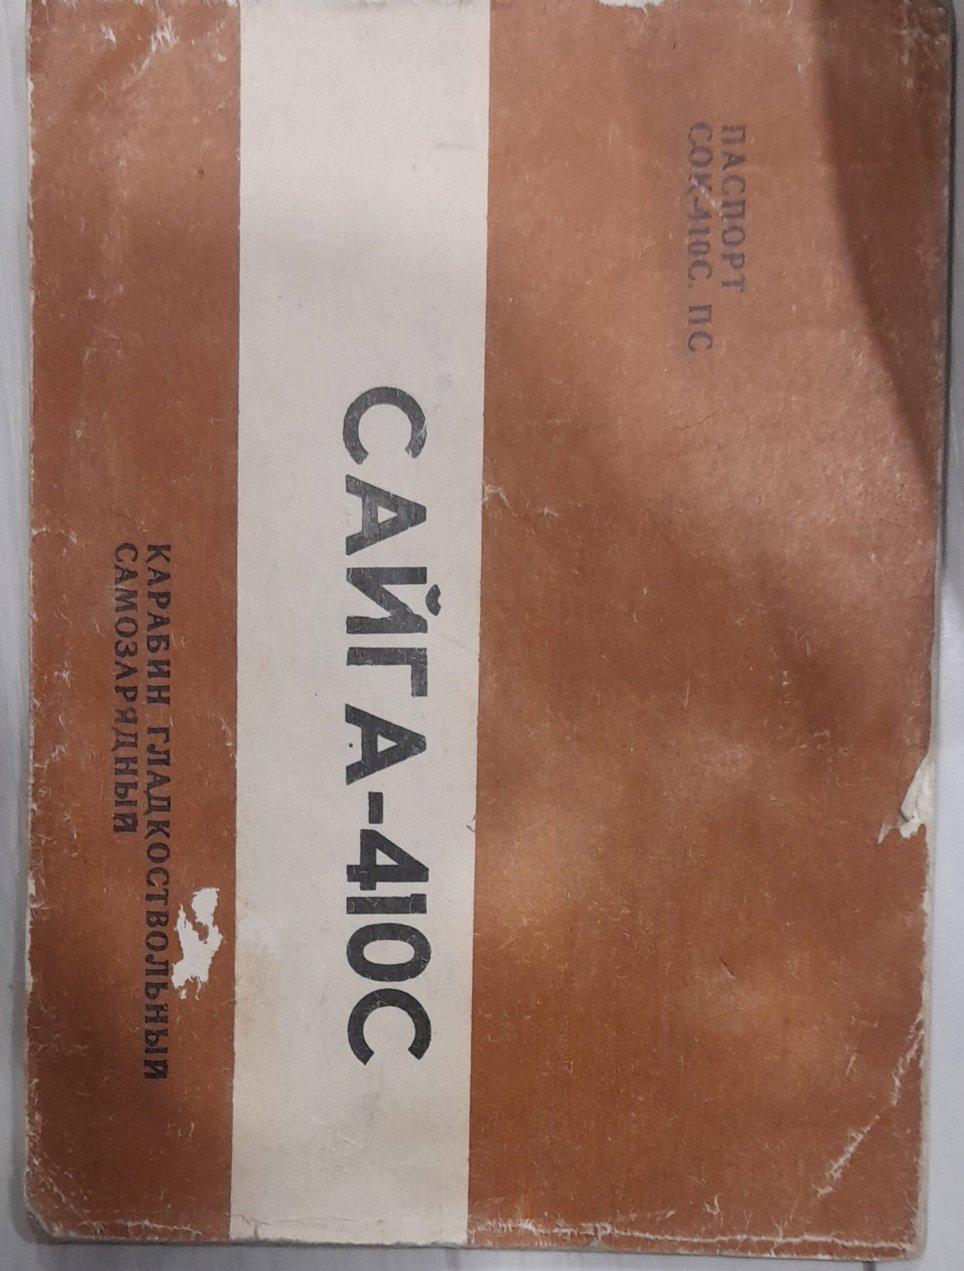 ПАСПОРТ
СОК-410С. ПС
САЙГА-410С
КАРАБИН ГЛАДКОСТВОЛЬНЫЙ
САМОЗАРЯДНЫЙ